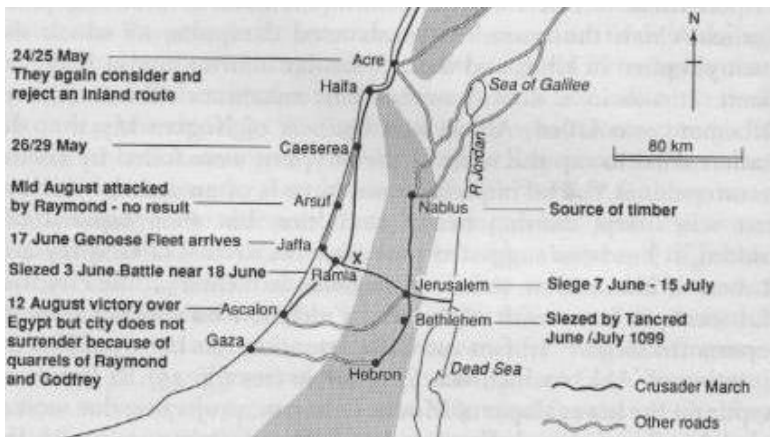 24/25 May
They again consider and
reject an Inland route
26/29 May
Mid August attacked
by Raymond - no result
17 June Genoese Fleet arrives
Siezed 3 June Battle near 18 June
12 August victory over
Egypt but city does not
surrender because of
quarrels of Raymond
and Godfrey
Acre
Haifa
Caeserea
Arsuf
Jaffa
X
Ramla
Ascalon
Gaza
Sea of Galilee
R Jordan
Nablus
Jerusalem
Bethlehem
Hebron
Dead Sea
N
80 km
Source of timber
Siege 7 June - 15 July
Siezed by Tancred
June /July 1099
Crusader March
Other roads